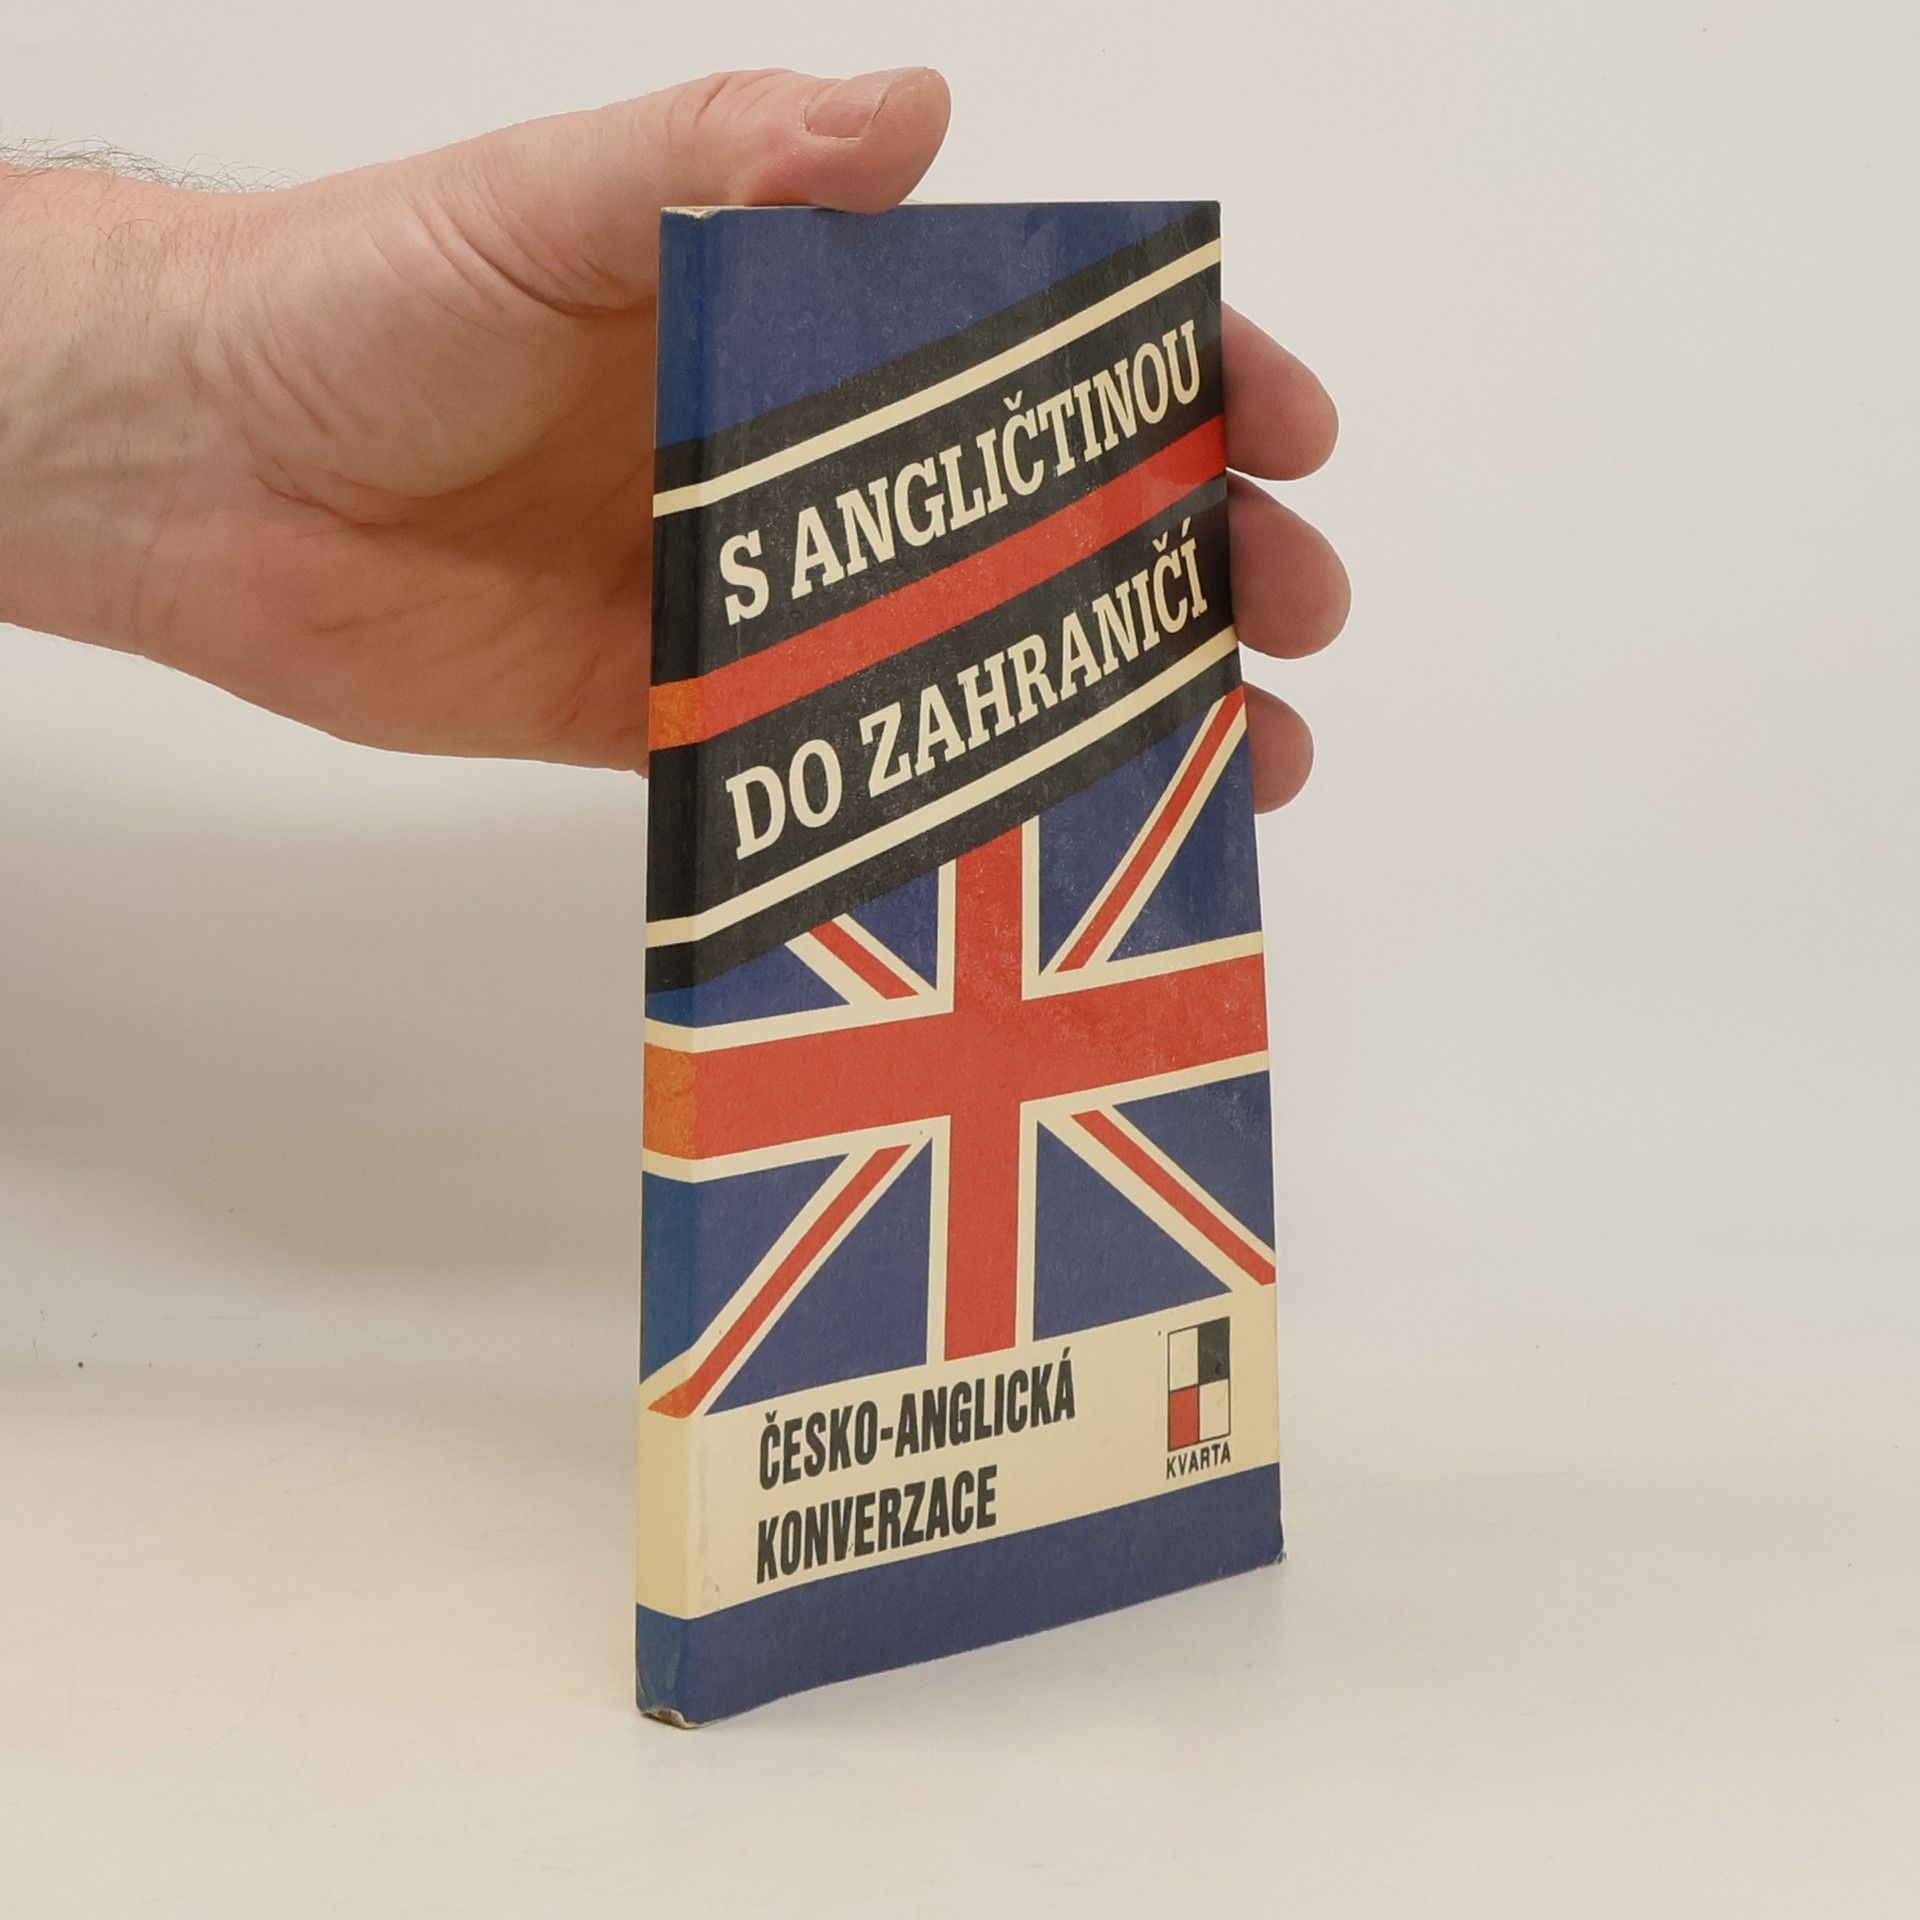 S ANGLIČTINOU
DO ZAHRANIČÍ
ČESKO-ANGLICKÁ
KONVERZACE
KVARTA